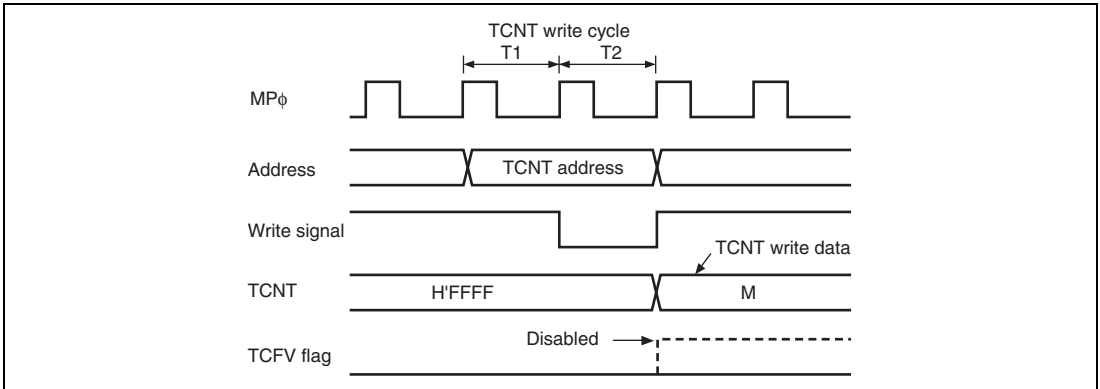 TCNT write cycle
T1 T2
MPϕ
Address TCNT address
Write signal
TCNT write data
TCNT H'FFFF M
Disabled
TCFV flag